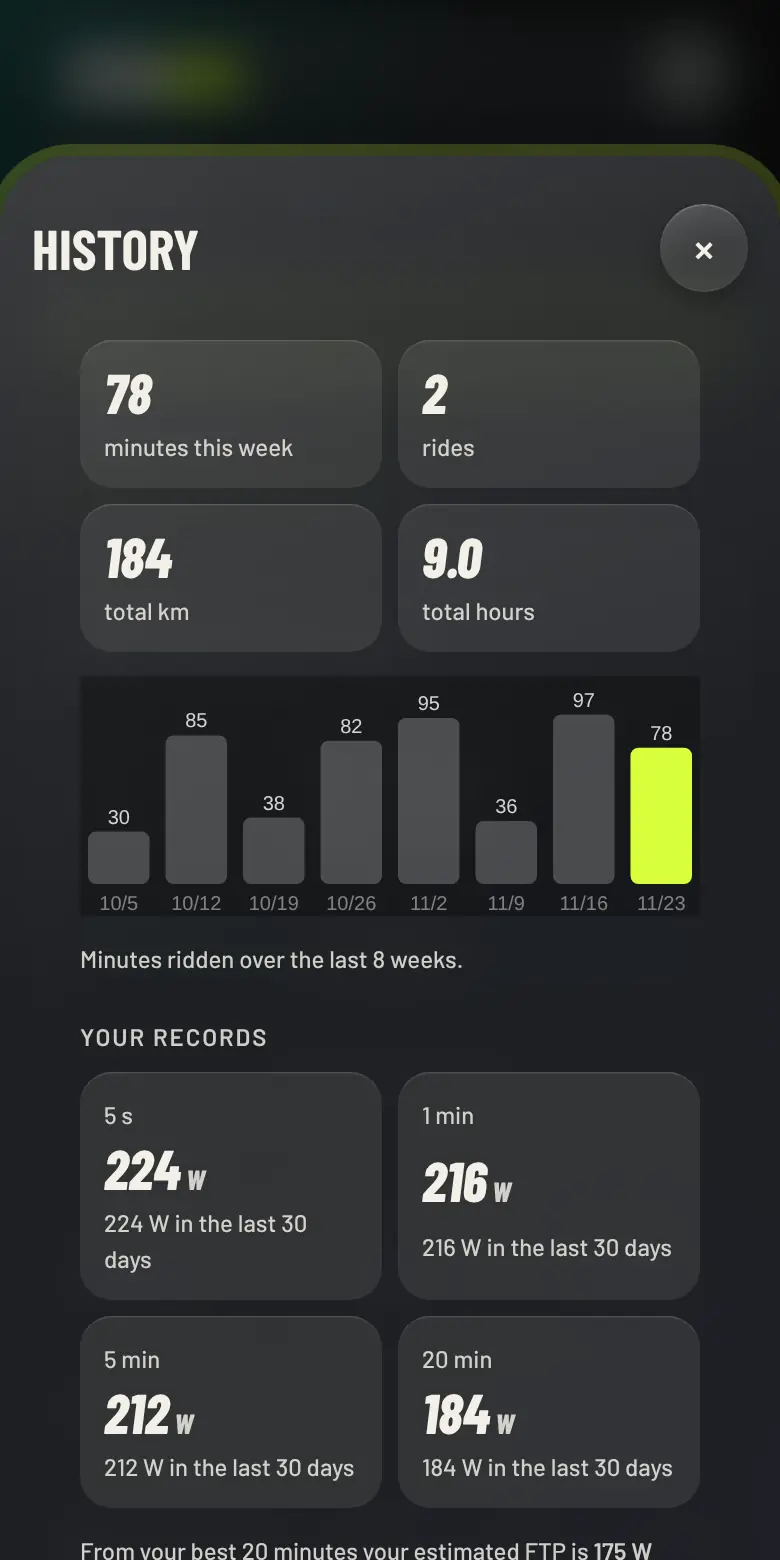 HISTORY
×
78
minutes this week
2
rides
184
total km
9.0
total hours
30 85 38 82 95 36 97 78
10/5 10/12 10/19 10/26 11/2 11/9 11/16 11/23
Minutes ridden over the last 8 weeks.
YOUR RECORDS
5 s
224 W
224 W in the last 30
days
1 min
216 W
216 W in the last 30 days
5 min
212 W
212 W in the last 30 days
20 min
184 W
184 W in the last 30 days
From your best 20 minutes your estimated FTP is 175 W